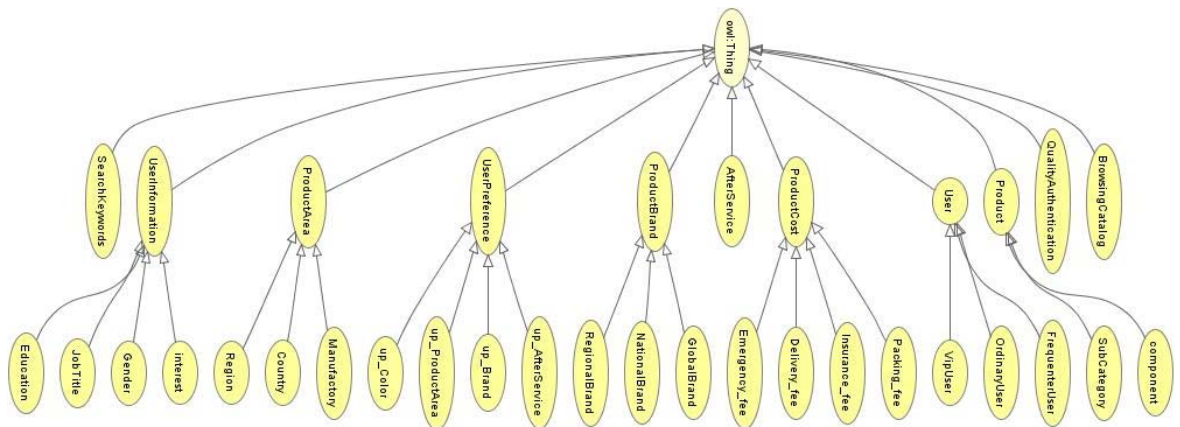 owl:Thing
SearchKeywords
UserInformation
ProductArea
UserPreference
ProductBrand
AfterService
ProductCost
User
Product
QualityAuthentication
BrowsingCatalog
Education
JobTitle
Gender
interest
Region
Country
Manufactory
up_Color
up_ProductArea
up_Brand
up_AfterService
RegionalBrand
NationalBrand
GlobalBrand
Emergency_fee
Delivery_fee
Insurance_fee
Packing_fee
VipUser
OrdinaryUser
FrequenterUser
SubCategory
component